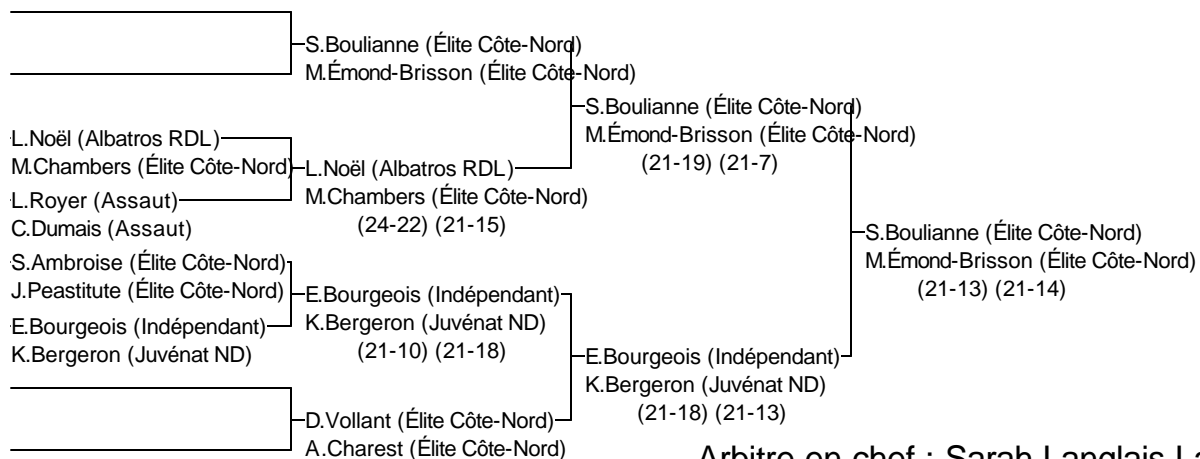 S.Boulianne (Élite Côte-Nord)
M.Émond-Brisson (Élite Côte-Nord)
L.Noël (Albatros RDL)
M.Chambers (Élite Côte-Nord)
L.Royer (Assaut)
C.Dumais (Assaut)
S.Ambroise (Élite Côte-Nord)
J.Peastitute (Élite Côte-Nord)
E.Bourgeois (Indépendant)
K.Bergeron (Juvénat ND)
L.Noël (Albatros RDL)
M.Chambers (Élite Côte-Nord)
(24-22) (21-15)
E.Bourgeois (Indépendant)
K.Bergeron (Juvénat ND)
(21-10) (21-18)
D.Vollant (Élite Côte-Nord)
A.Charest (Élite Côte-Nord)
S.Boulianne (Élite Côte-Nord)
M.Émond-Brisson (Élite Côte-Nord)
(21-19) (21-7)
E.Bourgeois (Indépendant)
K.Bergeron (Juvénat ND)
(21-18) (21-13)
S.Boulianne (Élite Côte-Nord)
M.Émond-Brisson (Élite Côte-Nord)
(21-13) (21-14)
Arbitre en chef : Sarah Langlais